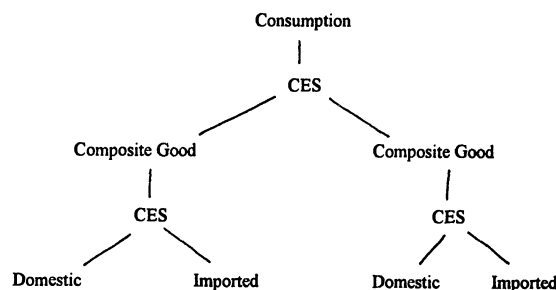 Consumption
CES
Composite Good Composite Good
CES CES
Domestic Imported Domestic Imported